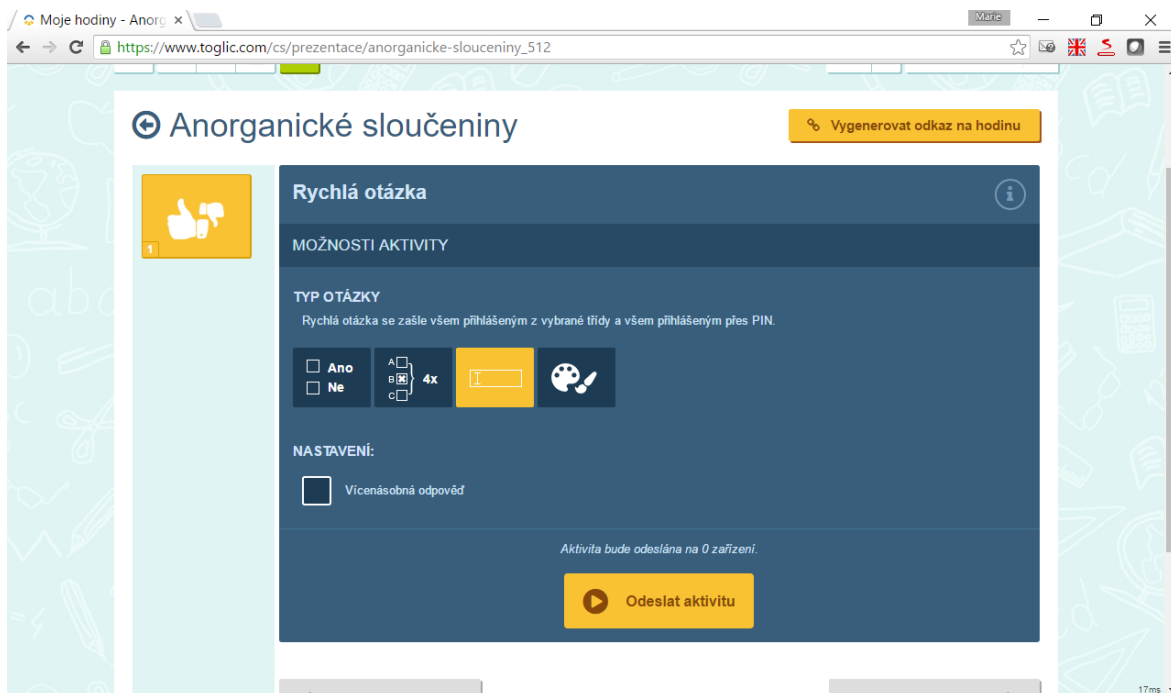 Moje hodiny - Anorg
Marie
https://www.toglic.com/cs/prezentace/anorganicke-slouceniny_512
Anorganické sloučeniny
Vygenerovat odkaz na hodinu
1
Rychlá otázka
i
MOŽNOSTI AKTIVITY
TYP OTÁZKY
Rychlá otázka se zašle všem přihlášeným z vybrané třídy a všem přihlášeným přes PIN.
Ano
Ne
A
B
C
4x
NASTAVENÍ:
Vícenásobná odpověď
Aktivita bude odeslána na 0 zařízení.
Odeslat aktivitu
17ms